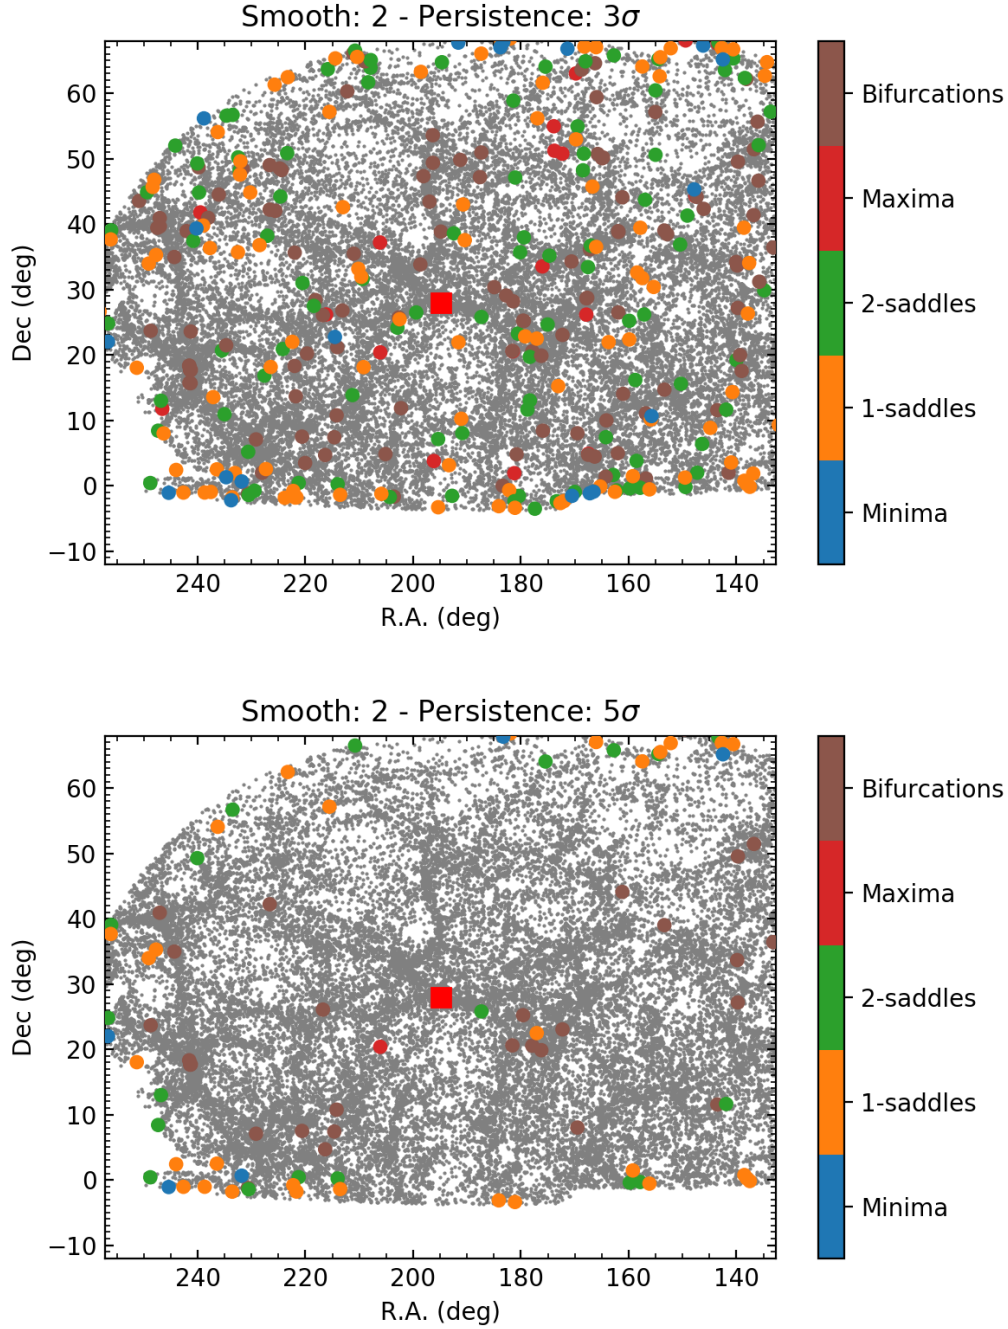 Smooth: 2 - Persistence: 3σ
60
50
40
30
20
10
0
−10
Dec (deg)
240 220 200 180 160 140
R.A. (deg)
Bifurcations
Maxima
2-saddles
1-saddles
Minima
Smooth: 2 - Persistence: 5σ
60
50
40
30
20
10
0
−10
Dec (deg)
240 220 200 180 160 140
R.A. (deg)
Bifurcations
Maxima
2-saddles
1-saddles
Minima